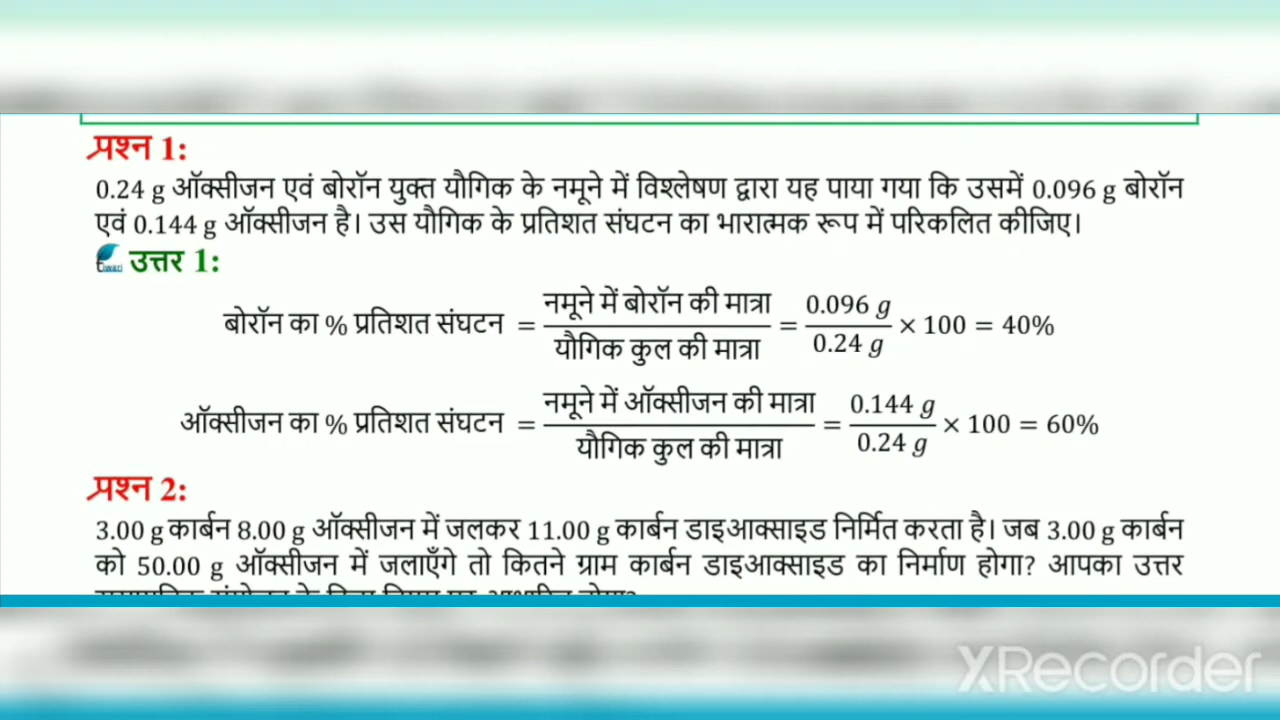 प्रश्न 1:
0.24 g ऑक्सीजन एवं बोरॉन युक्त यौगिक के नमूने में विश्लेषण द्वारा यह पाया गया कि उसमें 0.096 g बोरॉन
एवं 0.144 g ऑक्सीजन है। उस यौगिक के प्रतिशत संघटन का भारात्मक रूप में परिकलित कीजिए।
उत्तर 1:
बोरॉन का % प्रतिशत संघटन = नमूने में बोरॉन की मात्रा / यौगिक कुल की मात्रा = 0.096 g / 0.24 g × 100 = 40%
ऑक्सीजन का % प्रतिशत संघटन = नमूने में ऑक्सीजन की मात्रा / यौगिक कुल की मात्रा = 0.144 g / 0.24 g × 100 = 60%
प्रश्न 2:
3.00 g कार्बन 8.00 g ऑक्सीजन में जलकर 11.00 g कार्बन डाइआक्साइड निर्मित करता है। जब 3.00 g कार्बन
को 50.00 g ऑक्सीजन में जलाएँगे तो कितने ग्राम कार्बन डाइआक्साइड का निर्माण होगा? आपका उत्तर
XRecorder